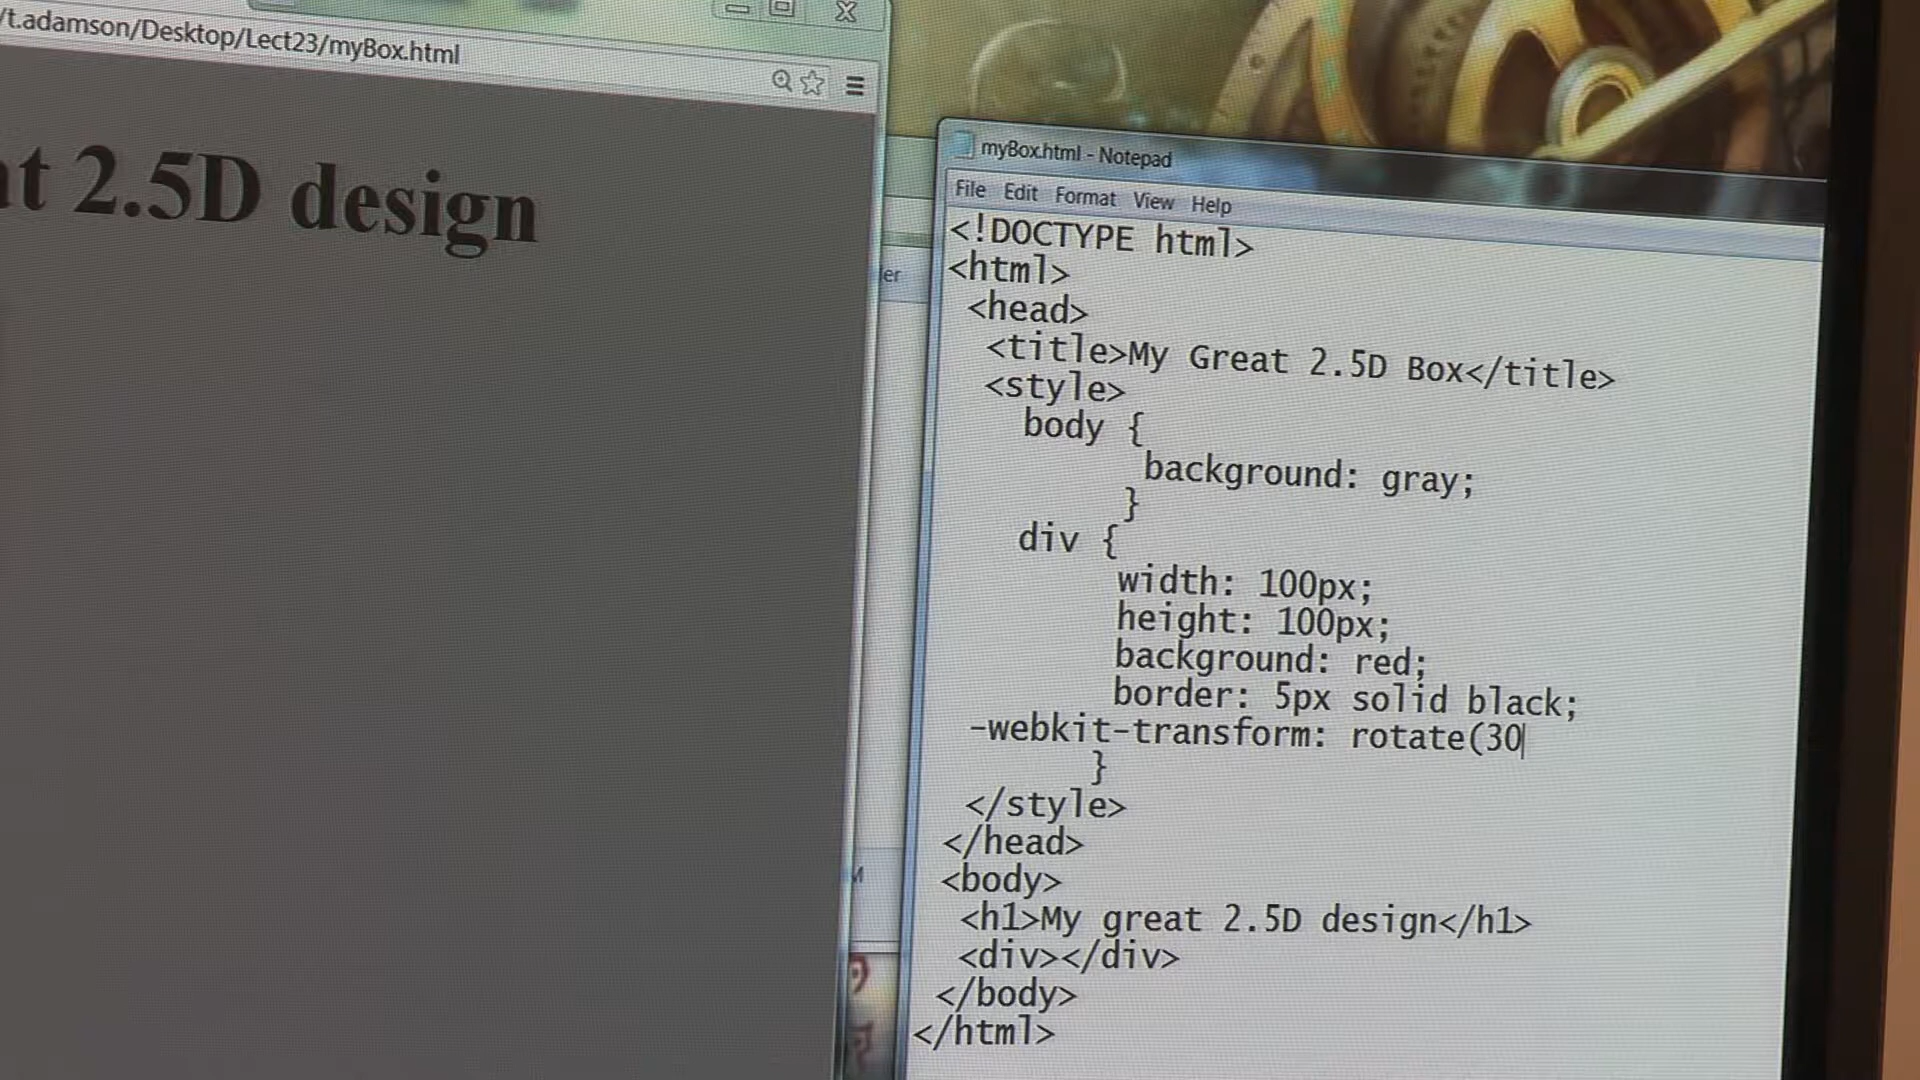 /t.adamson/Desktop/Lect23/myBox.html
at 2.5D design
er
myBox.html - Notepad
File Edit Format View Help
<!DOCTYPE html>
<html>
<head>
<title>My Great 2.5D Box</title>
<style>
body {
background: gray;
}
div {
width: 100px;
height: 100px;
background: red;
border: 5px solid black;
-webkit-transform: rotate(30
}
</style>
</head>
<body>
<h1>My great 2.5D design</h1>
<div></div>
</body>
</html>